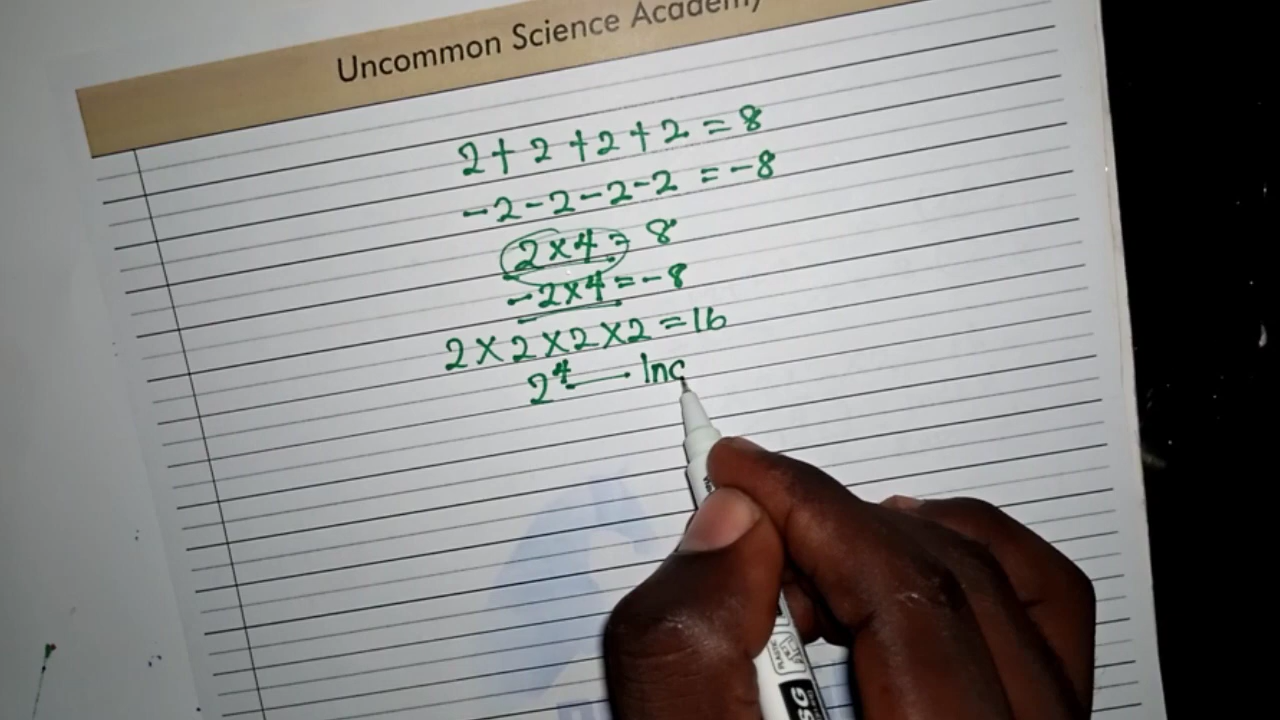 Uncommon Science Academy
2 + 2 + 2 + 2 = 8
-2-2-2-2 = -8
2×4= 8
-2×4=-8
2×2×2×2 =16
2⁴ Inc
SG